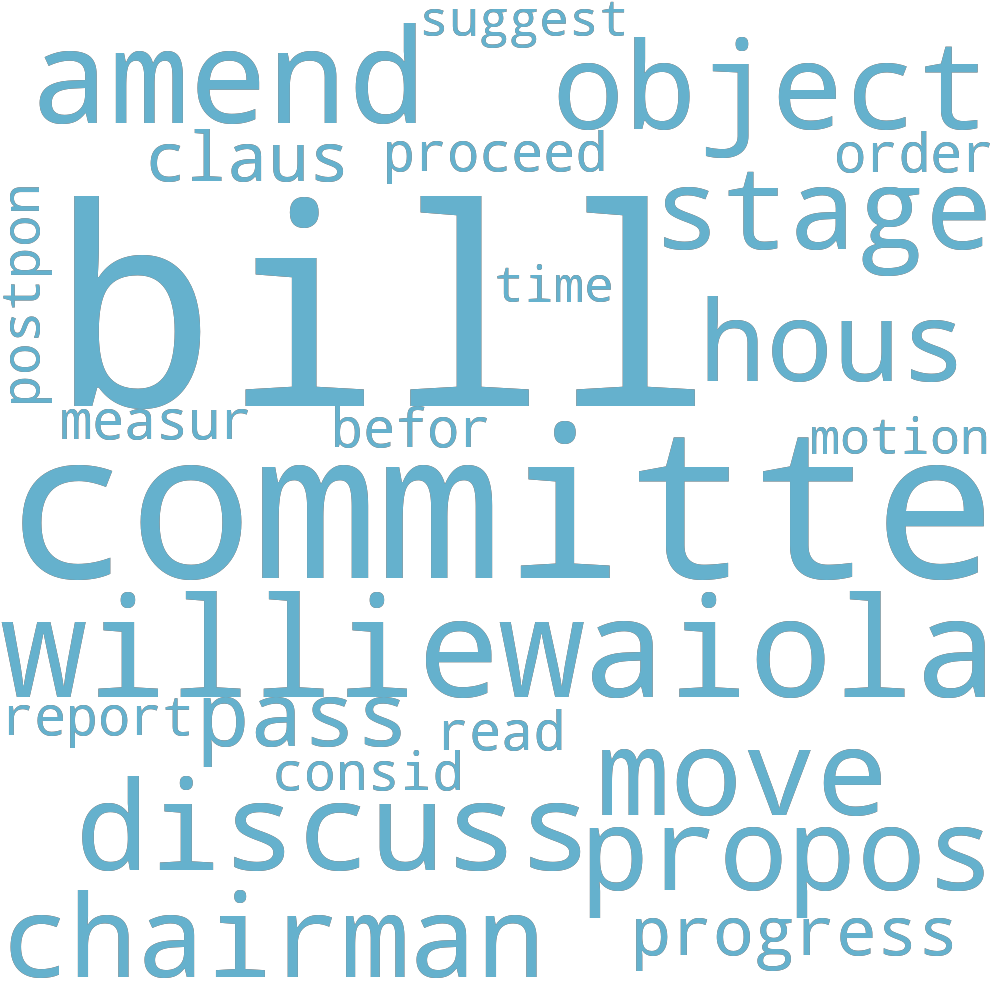 suggest
amend
object
claus
proceed
order
postpon
stage
bill
time
hous
measur
befor
motion
committe
williewaiola
report
pass
read
consid
move
discuss
propos
chairman
progress